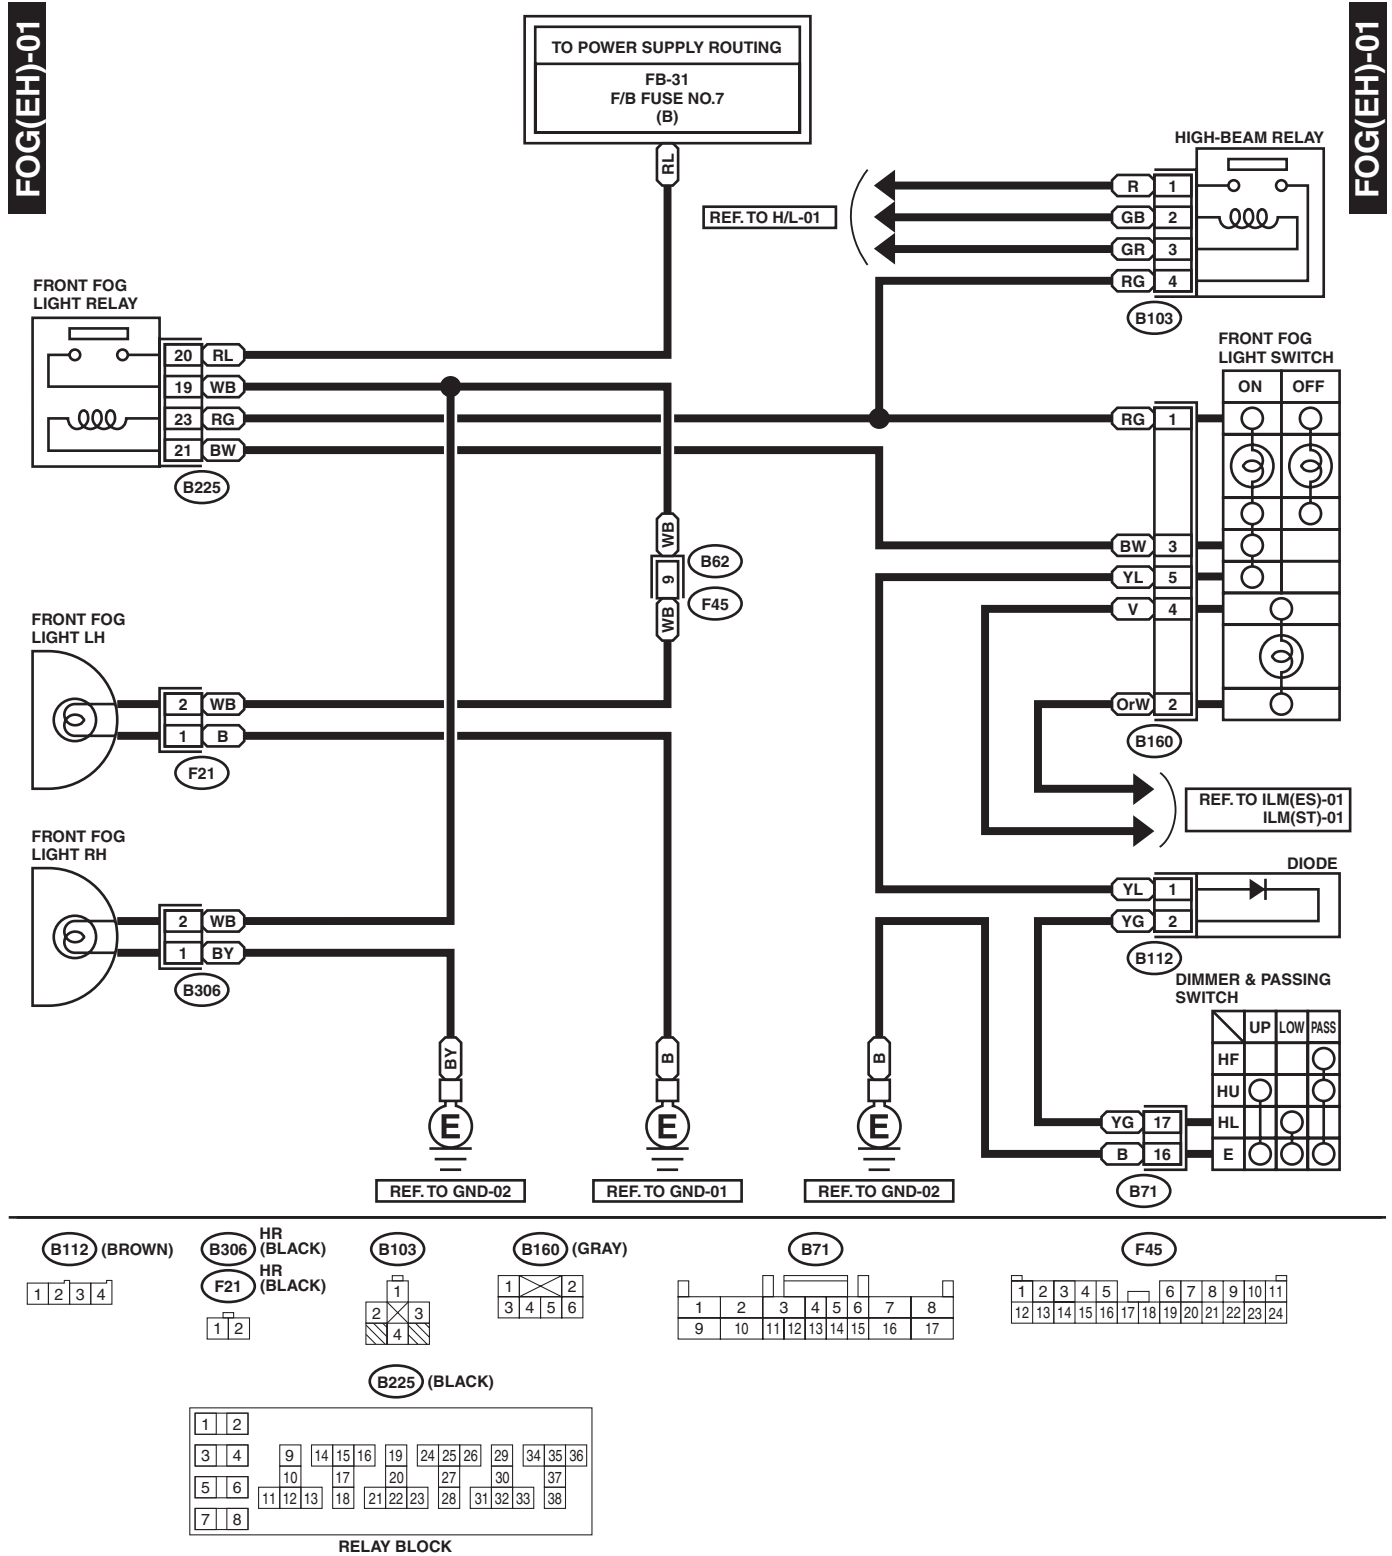 FOG(EH)-01
FOG(EH)-01
TO POWER SUPPLY ROUTING
FB-31
F/B FUSE NO.7
(B)
RL
HIGH-BEAM RELAY
R 1
GB 2
GR 3
RG 4
B103
REF. TO H/L-01
FRONT FOG
LIGHT RELAY
20 RL
19 WB
23 RG
21 BW
B225
FRONT FOG
LIGHT SWITCH
ON OFF
RG 1
BW 3
YL 5
V 4
OrW 2
B160
WB
9
WB
B62
F45
FRONT FOG
LIGHT LH
2 WB
1 B
F21
REF. TO ILM(ES)-01
ILM(ST)-01
FRONT FOG
LIGHT RH
2 WB
1 BY
B306
DIODE
YL 1
YG 2
B112
DIMMER & PASSING
SWITCH
UP LOW PASS
HF
HU
HL
E
YG 17
B 16
B71
BY
B
B
E
E
E
REF. TO GND-02
REF. TO GND-01
REF. TO GND-02
B112 (BROWN)
1 2 3 4
B306 HR
(BLACK)
F21 HR
(BLACK)
1 2
B103
1
2 3
4
B160 (GRAY)
1 2
3 4 5 6
B71
1 2 3 4 5 6 7 8
9 10 11 12 13 14 15 16 17
F45
1 2 3 4 5 6 7 8 9 10 11
12 13 14 15 16 17 18 19 20 21 22 23 24
B225 (BLACK)
1 2
3 4 9 14 15 16 19 24 25 26 29 34 35 36
10 17 20 27 30 37
5 6 11 12 13 18 21 22 23 28 31 32 33 38
7 8
RELAY BLOCK